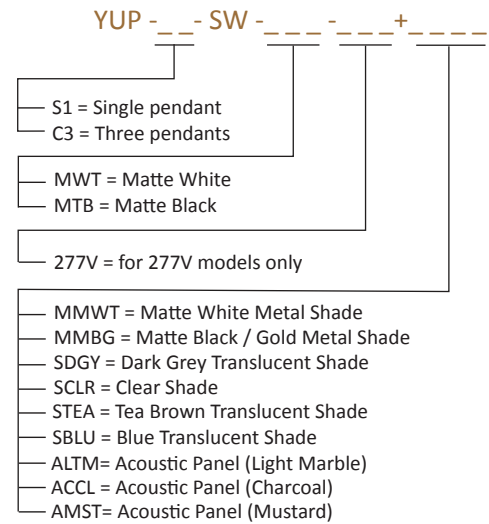 YUP -_ _- SW -_ _ _ -_ _ _+_ _ _ _
S1 = Single pendant
C3 = Three pendants
MWT = Matte White
MTB = Matte Black
277V = for 277V models only
MMWT = Matte White Metal Shade
MMBG = Matte Black / Gold Metal Shade
SDGY = Dark Grey Translucent Shade
SCLR = Clear Shade
STEA = Tea Brown Translucent Shade
SBLU = Blue Translucent Shade
ALTM= Acoustic Panel (Light Marble)
ACCL = Acoustic Panel (Charcoal)
AMST= Acoustic Panel (Mustard)